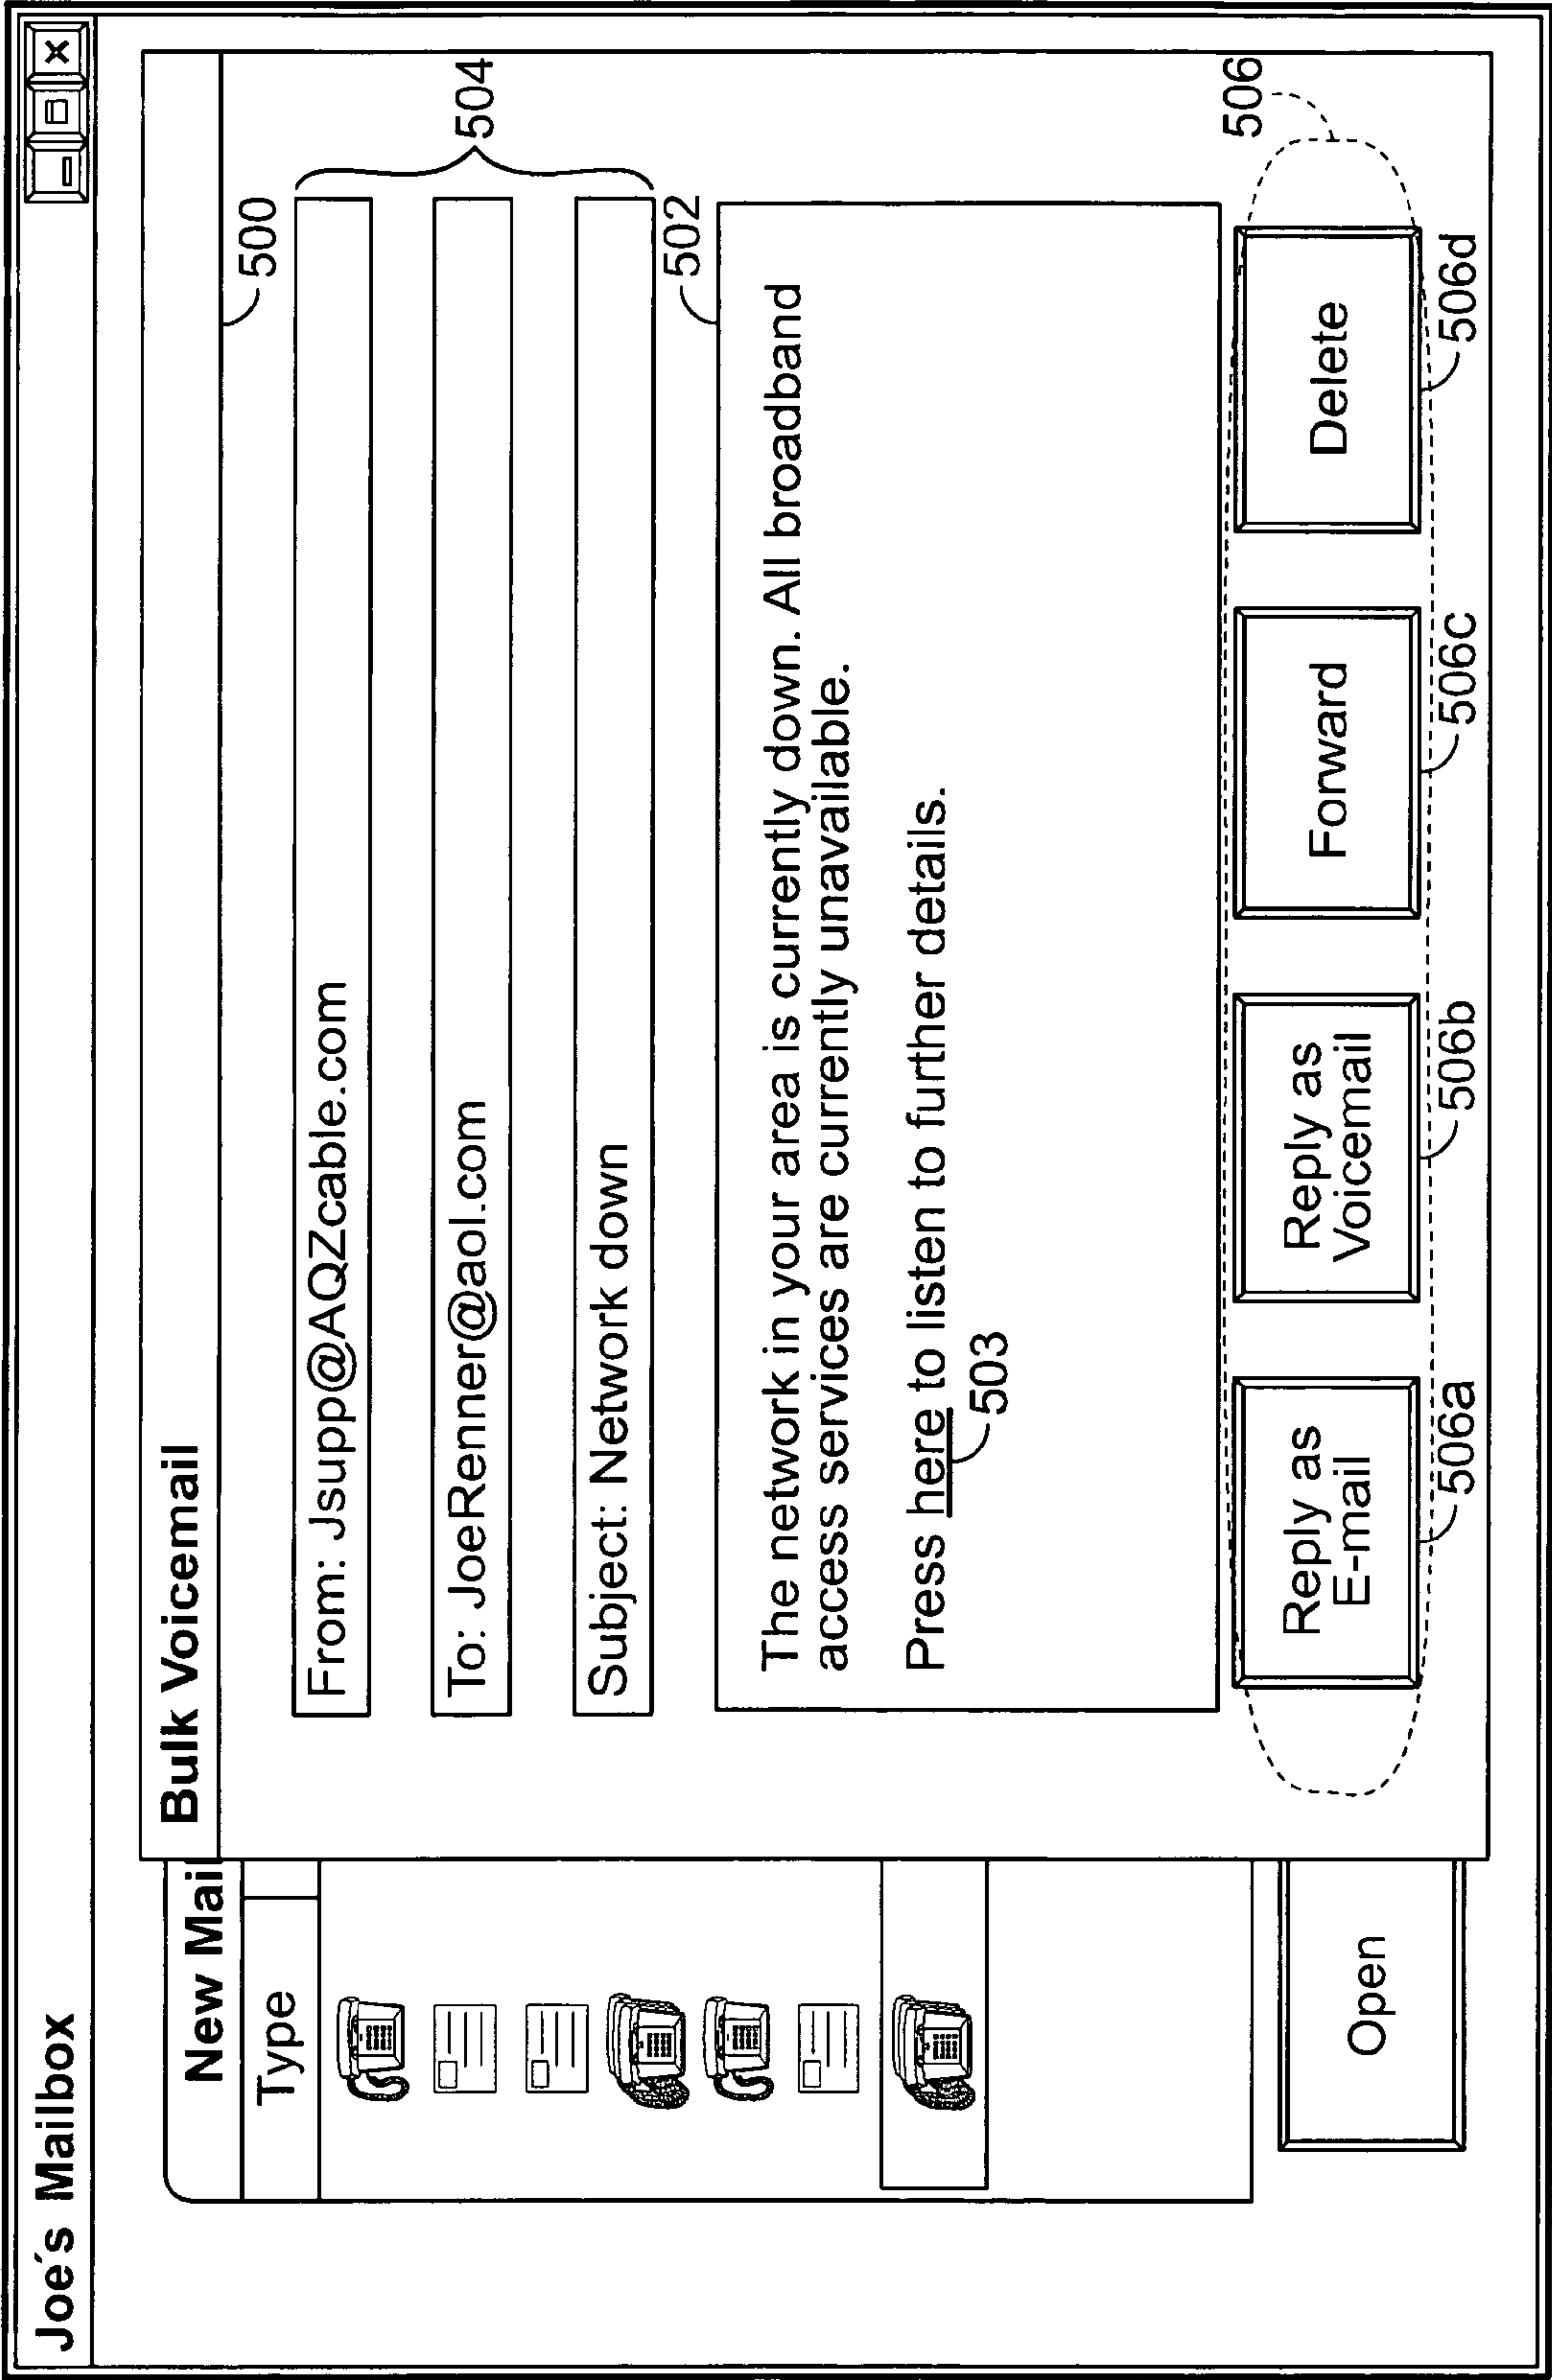 Joe's Mailbox
New Mai
Type
Open
Bulk Voicemail
500
From: Jsupp@AQZcable.com
To: JoeRenner@aol.com
Subject: Network down
504
502
The network in your area is currently down. All broadband
access services are currently unavailable.
Press here to listen to further details.
503
506
Reply as
E-mail
Reply as
Voicemail
Forward
Delete
506a
506b
506c
506d